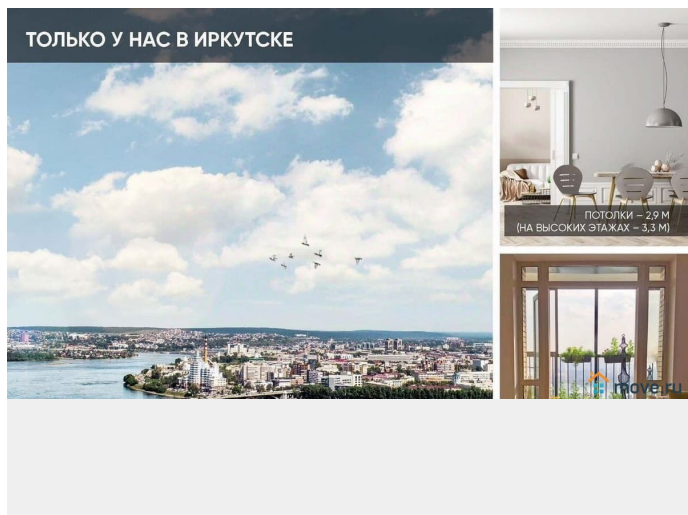 ТОЛЬКО У НАС В ИРКУТСКЕ
ПОТОЛКИ – 2,9 М
(НА ВЫСОКИХ ЭТАЖАХ – 3,3 М)
move.ru